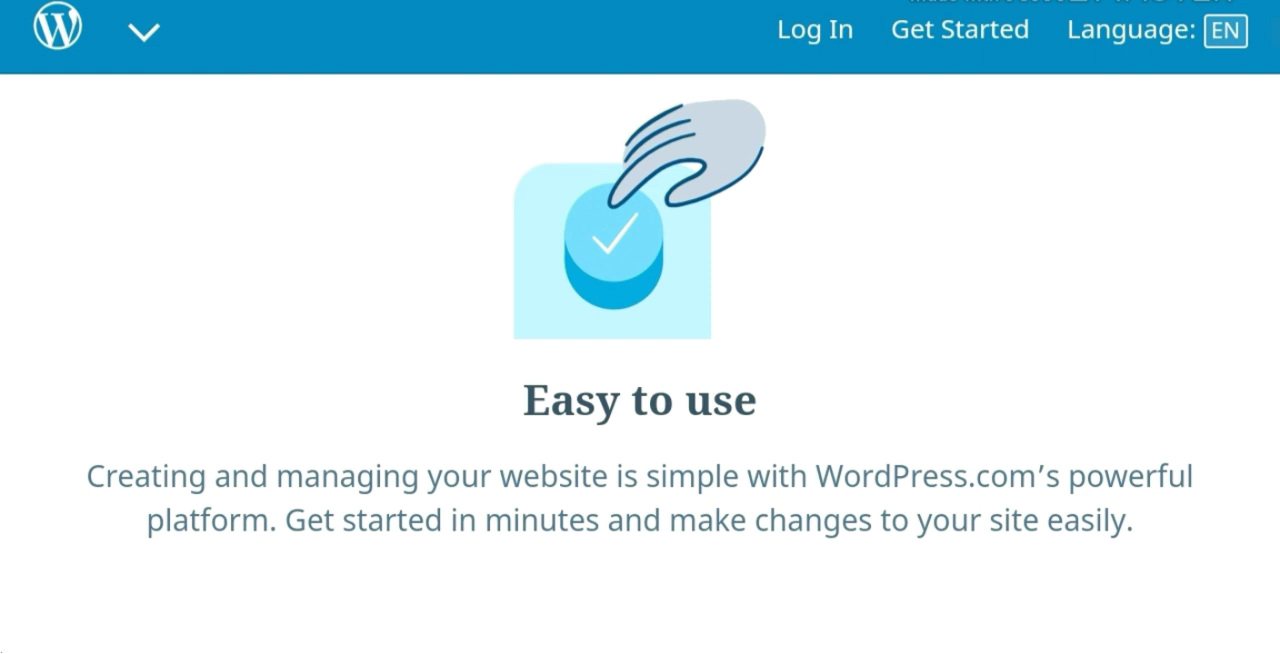 Log In Get Started Language: EN
Easy to use
Creating and managing your website is simple with WordPress.com’s powerful
platform. Get started in minutes and make changes to your site easily.